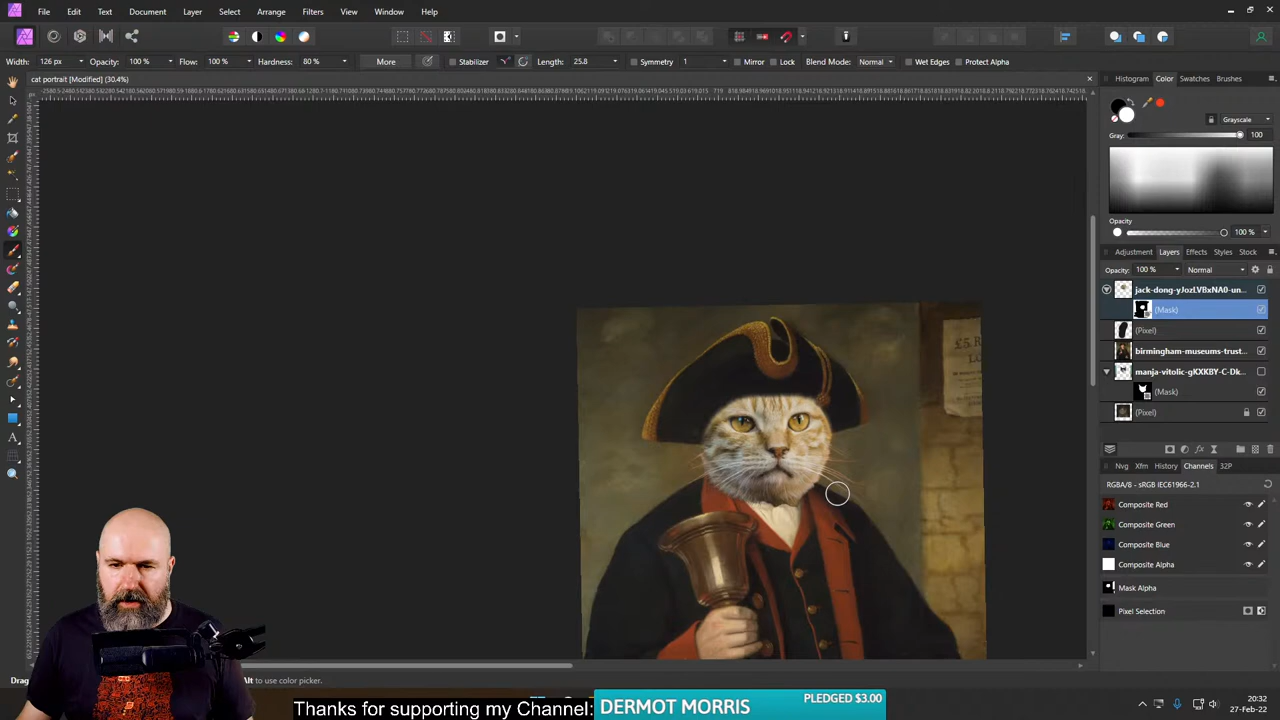 File Edit Text Document Layer Select Arrange Filters View Window Help
Width: 126 px Opacity: 100 % Flow: 100 % Hardness: 80 % More Stabilizer Length: 25.8 Symmetry 1 Mirror Lock Blend Mode: Normal Wet Edges Protect Alpha
cat portrait [Modified] (30.4%)
Histogram Color Swatches Brushes
Grayscale
Gray: 100
Opacity
100 %
Adjustment Layers Effects Styles Stock
Opacity: 100 % Normal
jack-dong-yJozLVBxNA0-un...
(Mask)
(Pixel)
birmingham-museums-trust...
manja-vitolic-gKXKBY-C-Dk...
(Mask)
(Pixel)
Nvg Xfm History Channels 32P
RGBA/8 - sRGB IEC61966-2.1
Composite Red
Composite Green
Composite Blue
Composite Alpha
Mask Alpha
Pixel Selection
£5.R
Alt to use color picker.
Thanks for supporting my Channel: DERMOT MORRIS PLEDGED $3.00
20:32
27-Feb-22